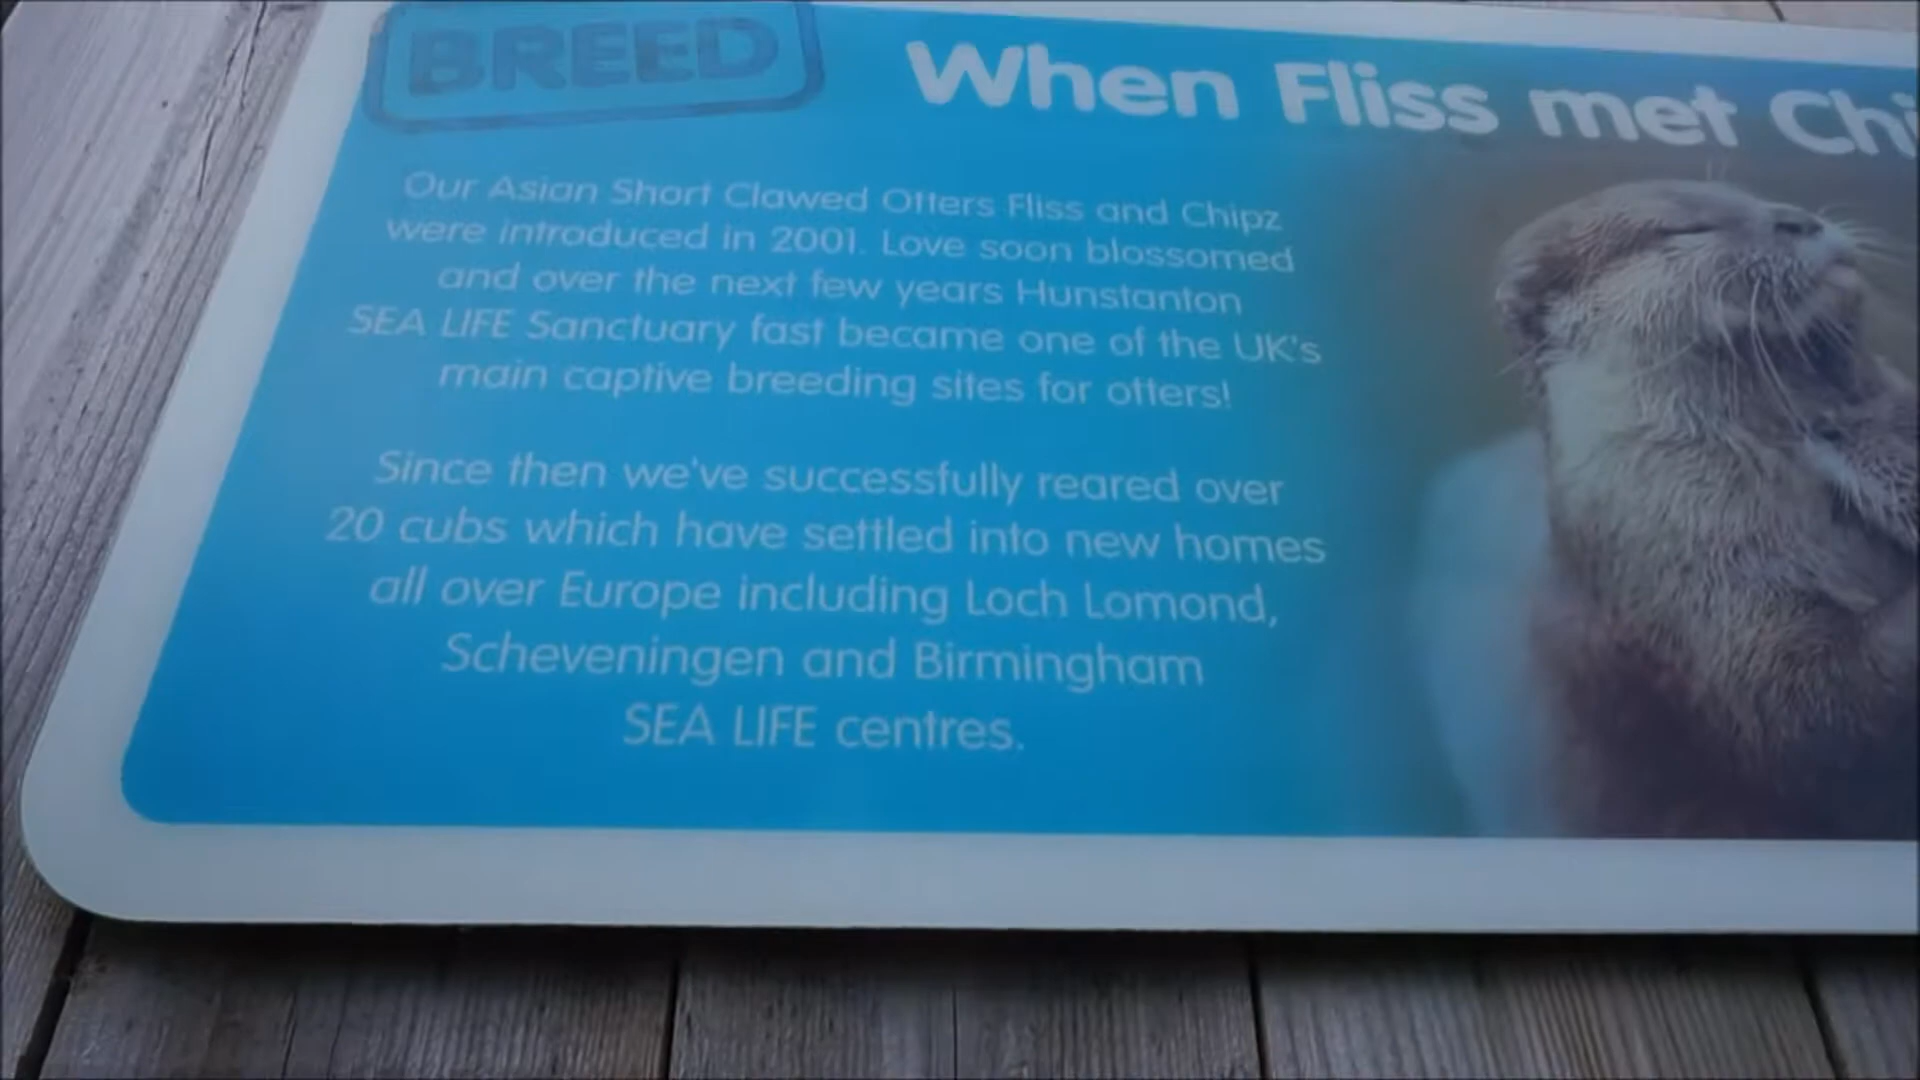 BREED
When Fliss met Chi
Our Asian Short Clawed Otters Fliss and Chipz
were introduced in 2001. Love soon blossomed
and over the next few years Hunstanton
SEA LIFE Sanctuary fast became one of the UK's
main captive breeding sites for otters!
Since then we've successfully reared over
20 cubs which have settled into new homes
all over Europe including Loch Lomond,
Scheveningen and Birmingham
SEA LIFE centres.